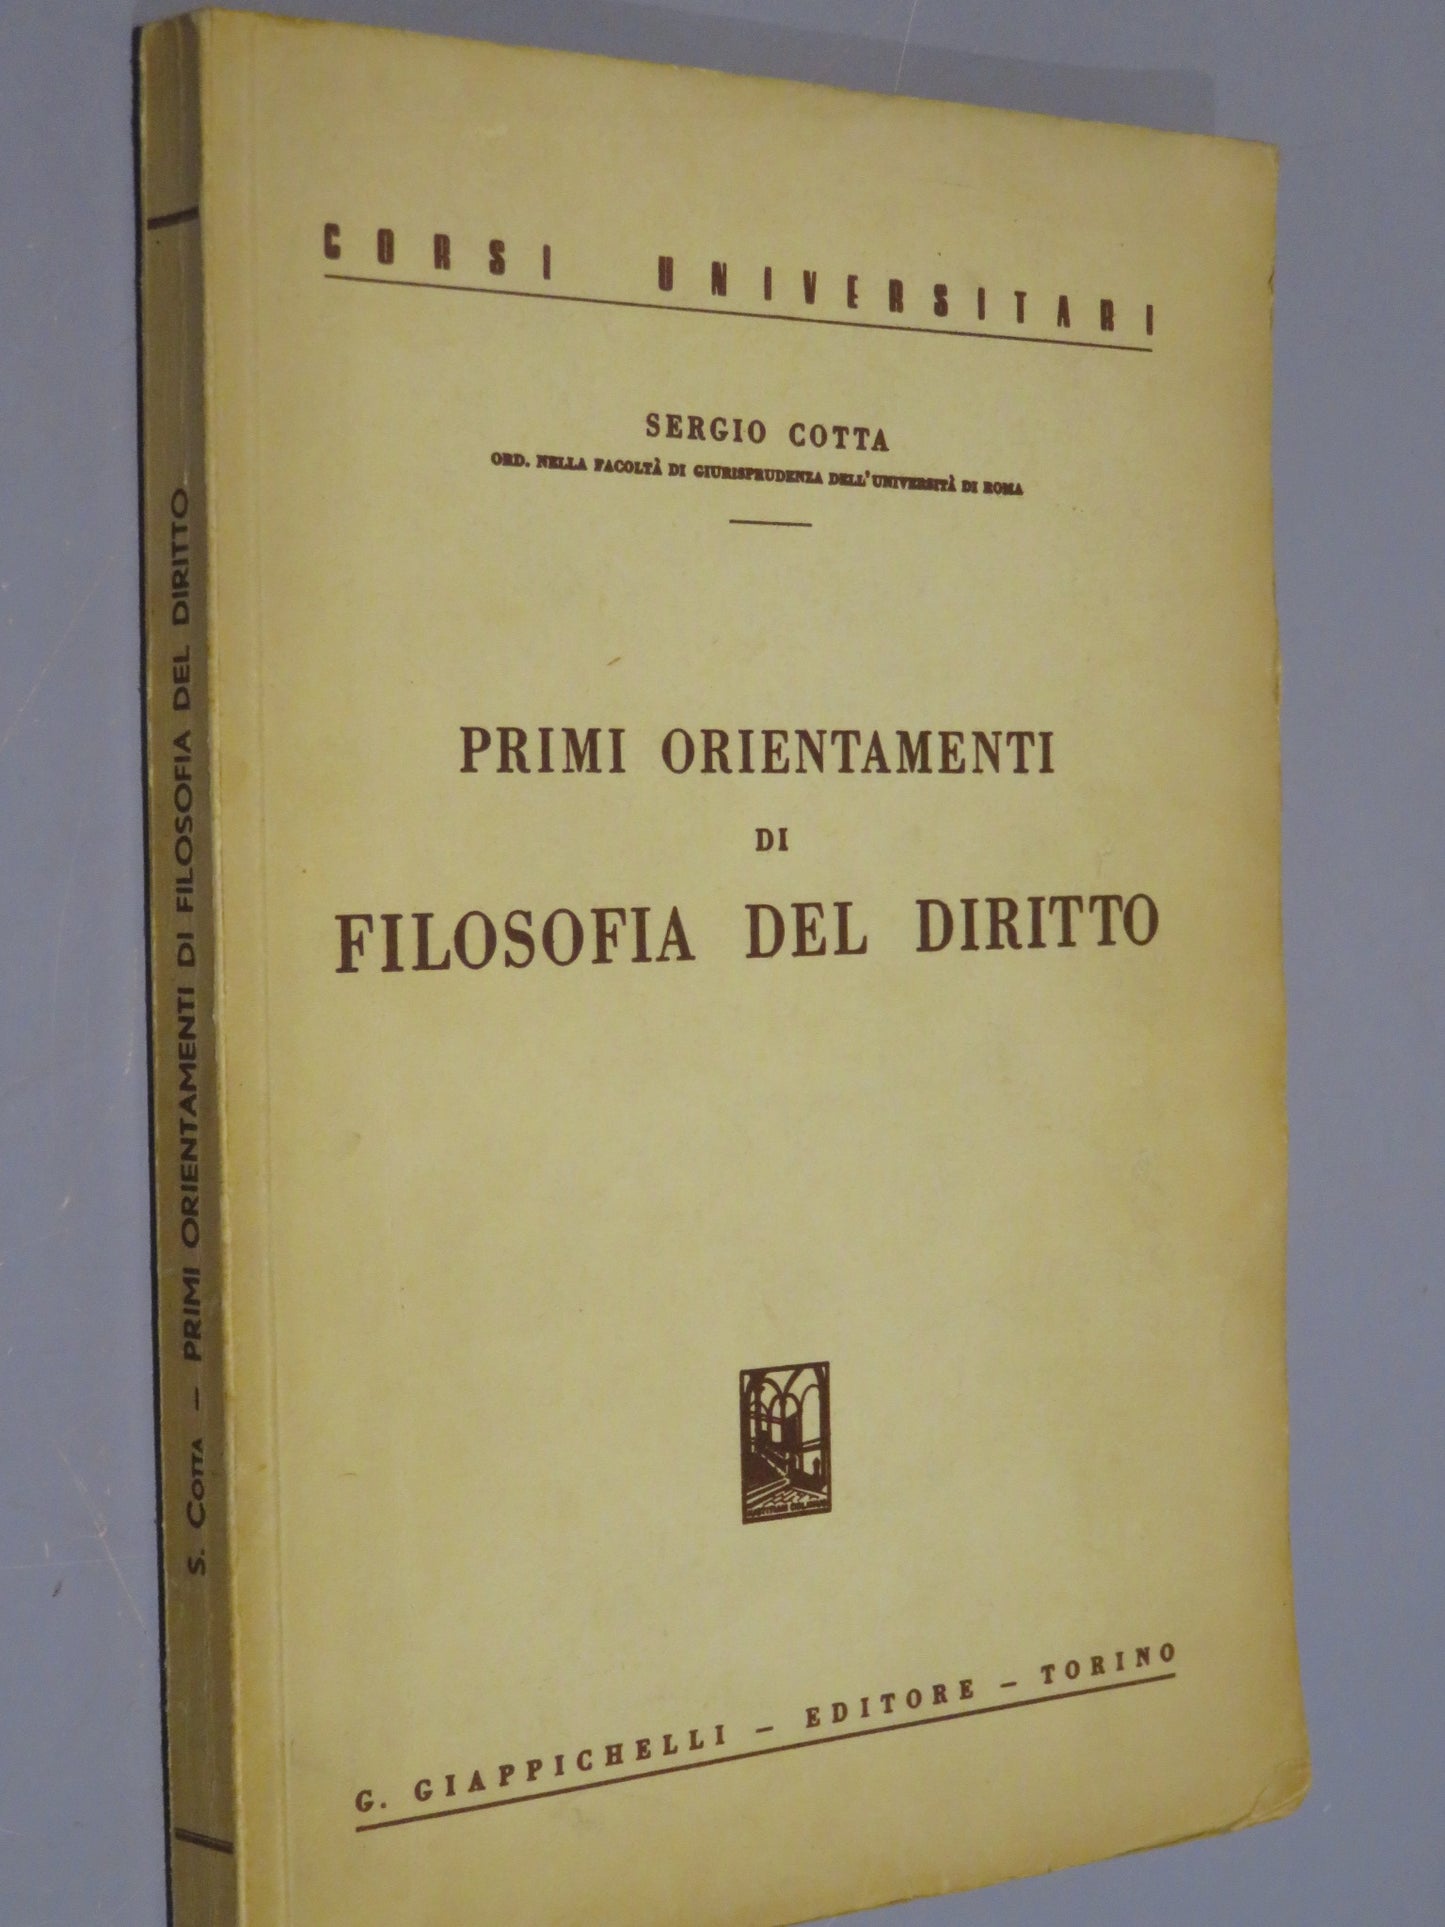 CORSI UNIVERSITARI
SERGIO COTTA
ORD. NELLA FACOLTÀ DI GIURISPRUDENZA DELL'UNIVERSITÀ DI ROMA
PRIMI ORIENTAMENTI
DI
FILOSOFIA DEL DIRITTO
G. GIAPPICHELLI – EDITORE – TORINO
S. COTTA – PRIMI ORIENTAMENTI DI FILOSOFIA DEL DIRITTO